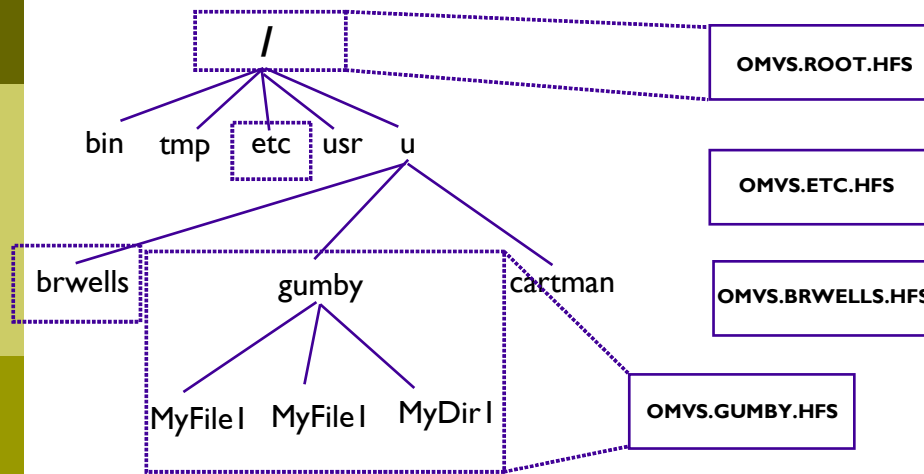 /
OMVS.ROOT.HFS
bin tmp etc usr u
OMVS.ETC.HFS
brwells gumby cartman
OMVS.BRWELLS.HFS
MyFile1 MyFile1 MyDir1
OMVS.GUMBY.HFS